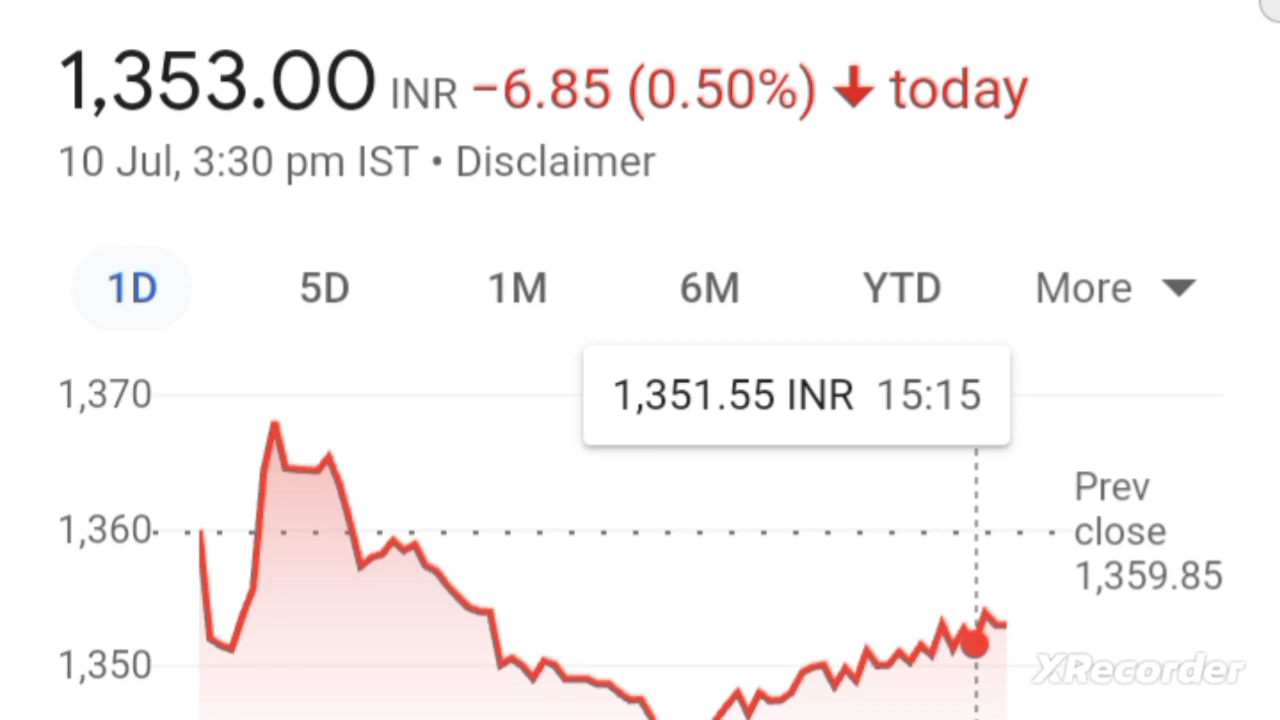 1,353.00 INR −6.85 (0.50%) ↓ today
10 Jul, 3:30 pm IST • Disclaimer
1D 5D 1M 6M YTD More
1,351.55 INR 15:15
1,370
1,360
1,350
Prev
close
1,359.85
XRecorder